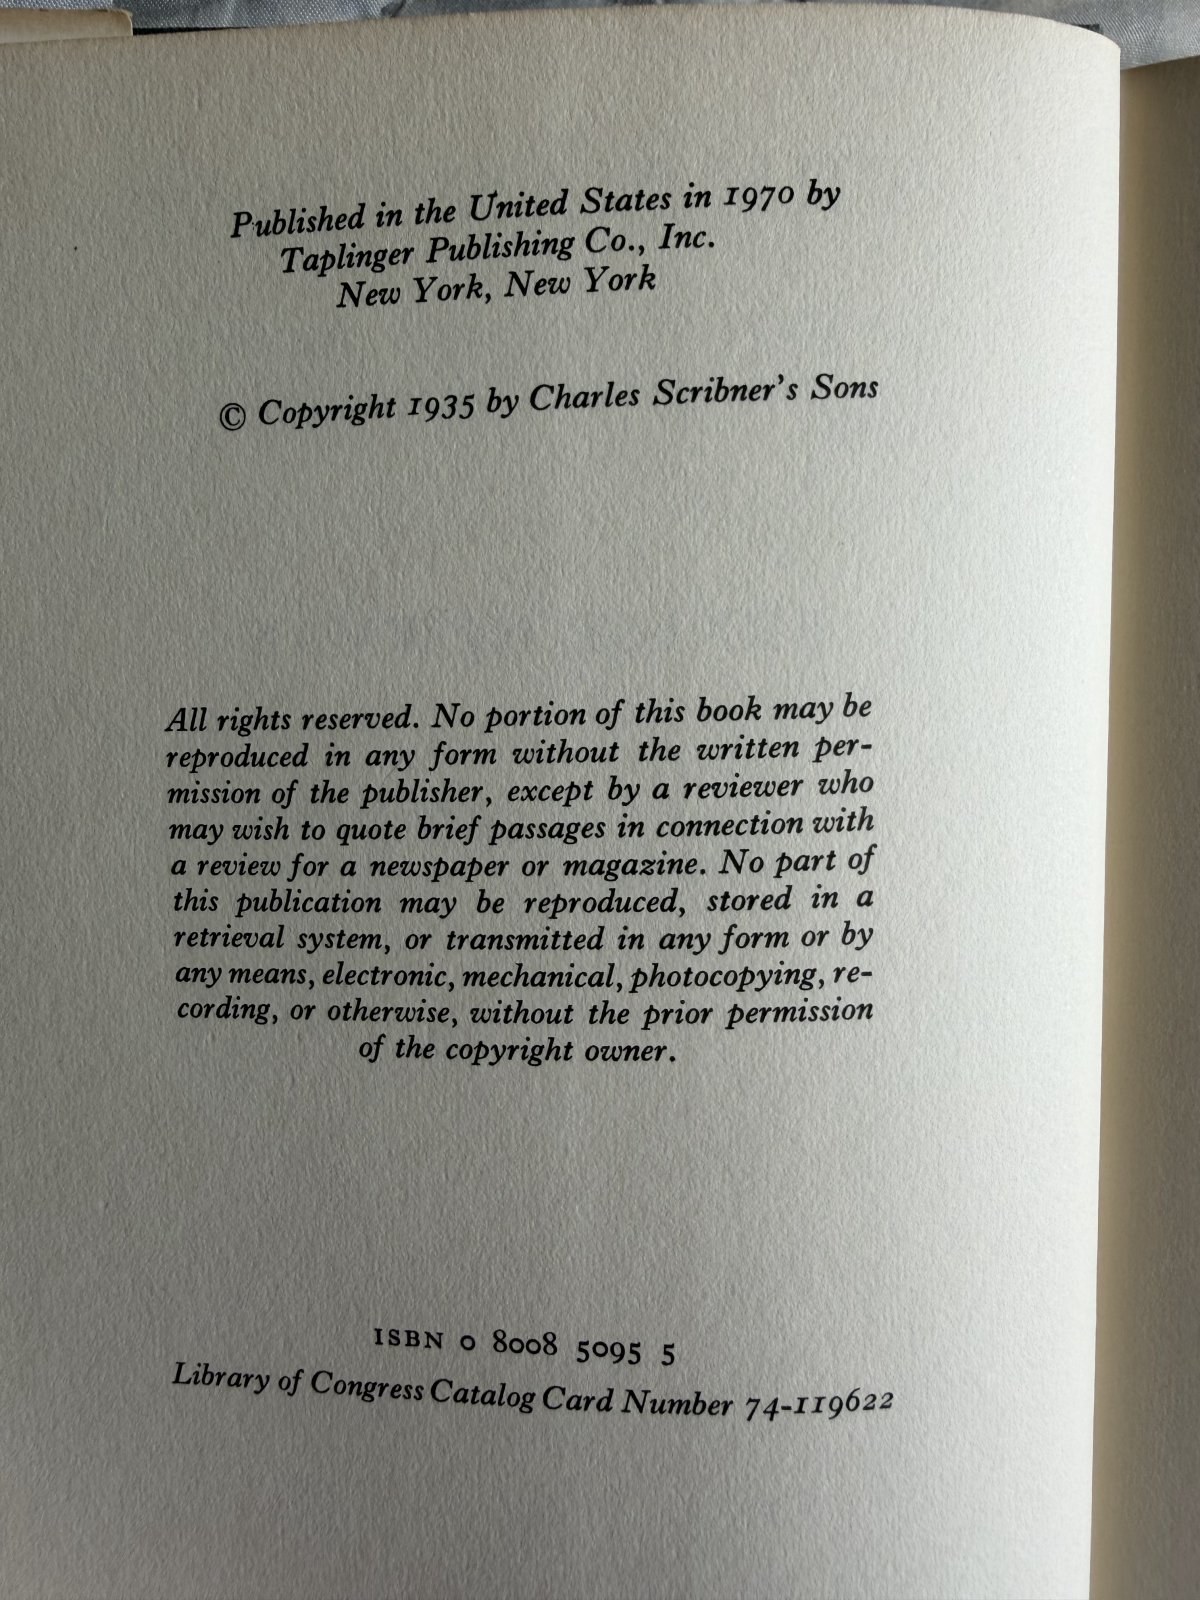 Published in the United States in 1970 by
Taplinger Publishing Co., Inc.
New York, New York
© Copyright 1935 by Charles Scribner's Sons
All rights reserved. No portion of this book may be
reproduced in any form without the written per-
mission of the publisher, except by a reviewer who
may wish to quote brief passages in connection with
a review for a newspaper or magazine. No part of
this publication may be reproduced, stored in a
retrieval system, or transmitted in any form or by
any means, electronic, mechanical, photocopying, re-
cording, or otherwise, without the prior permission
of the copyright owner.
ISBN 0 8008 5095 5
Library of Congress Catalog Card Number 74-119622